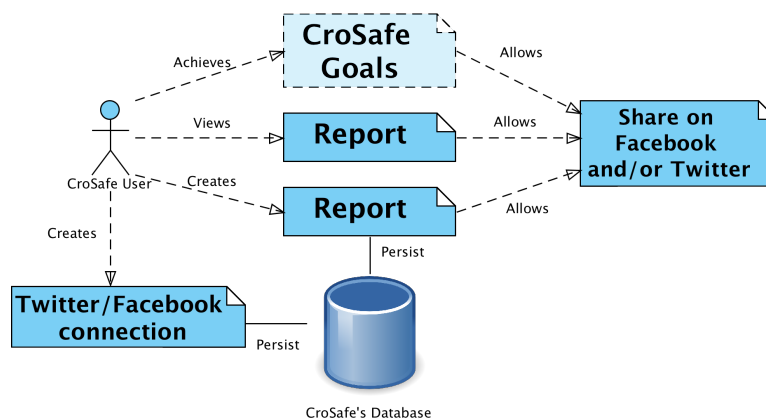 CroSafe
Goals
Achieves
Allows
Views
Report
Allows
Share on
Facebook
and/or Twitter
CroSafe User
Creates
Report
Allows
Creates
Persist
Twitter/Facebook
connection
Persist
CroSafe's Database